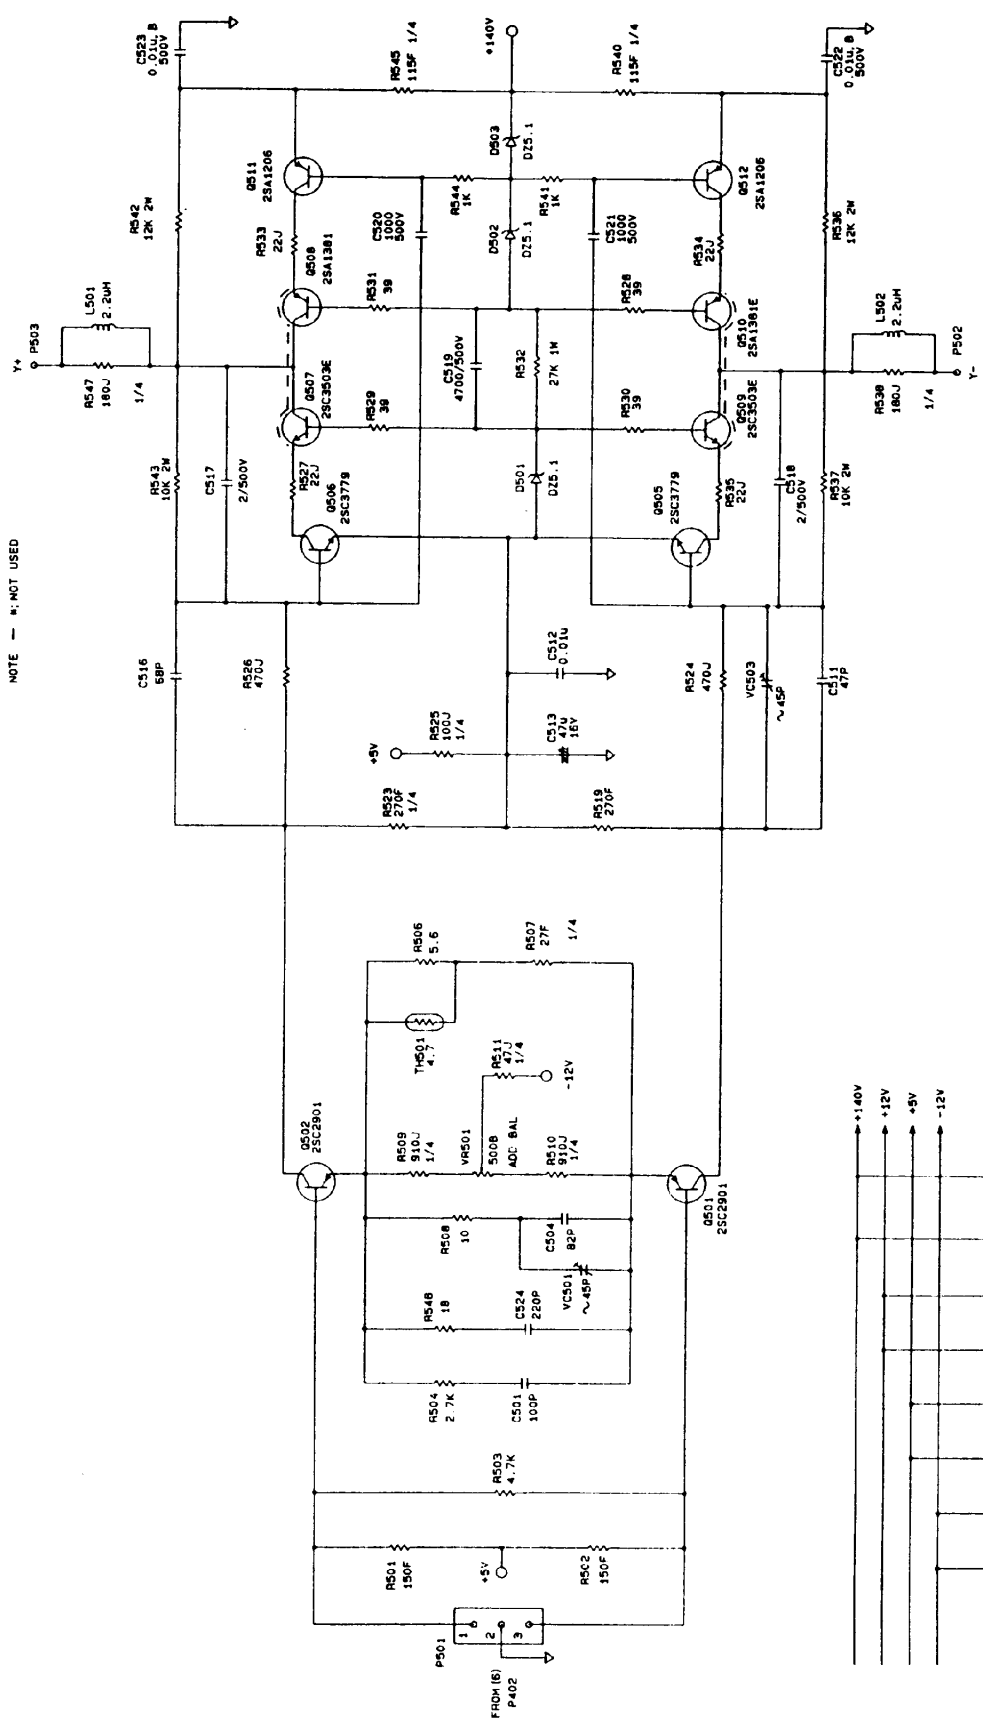 NOTE — *: NOT USED
Y+
P503
L501
2.2uH
R547
180J
1/4
C523
0.01u, B
500V
R542
12K 2W
R543
10K 2W
C517
2/500V
C516
68P
R545
115F 1/4
Q511
2SA1206
R533
22J
Q508
2SA1381
Q507
2SC3503E
R527
22J
Q506
2SC3779
R526
470J
C520
1000
500V
R544
1K
R531
39
R529
39
+140V
D503
DZ5.1
D502
DZ5.1
C519
4700/500V
R532
27K 1W
D501
DZ5.1
R541
1K
C521
1000
500V
R528
39
R530
39
R540
115F 1/4
Q512
2SA1206
R534
22J
Q510
2SA1381E
Q509
2SC3503E
R535
22J
Q505
2SC3779
R524
470J
C522
0.01u, B
500V
R536
12K 2W
R537
10K 2W
C518
2/500V
L502
2.2uH
R538
180J
1/4
P502
Y-
VC503
~45P
C511
47P
C512
0.01u
C513
47u
16V
+5V
R525
100J
1/4
R523
270F
1/4
R519
270F
R506
5.6
R507
27F
1/4
TH501
4.7
R511
47J
1/4
-12V
Q502
2SC2901
R509
910J
1/4
VR501
500B
ADD BAL
R510
910J
1/4
Q501
2SC2901
R508
10
C504
82P
VC501
~45P
R546
18
C524
220P
R504
2.7K
C501
100P
R503
4.7K
R501
150F
+5V
R502
150F
P501
1
2
3
FROM (6)
P402
+140V
+12V
+5V
-12V